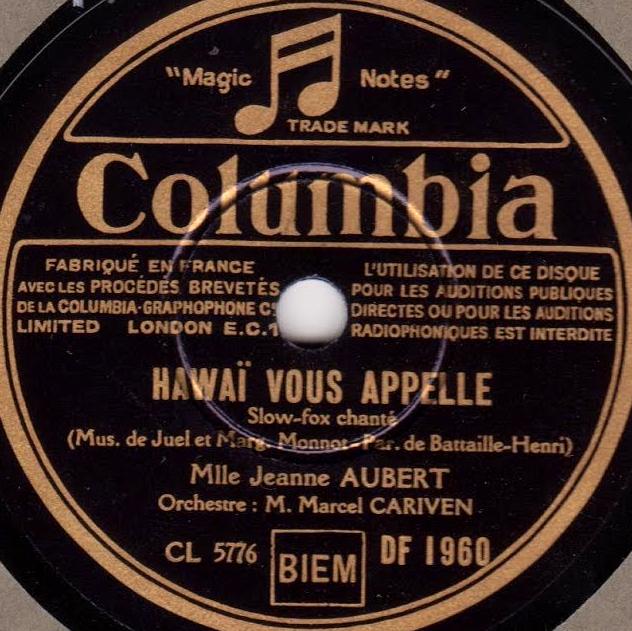 "Magic Notes"
TRADE MARK
Columbia
FABRIQUÉ EN FRANCE
AVEC LES PROCÉDÉS BREVETÉS
DE LA COLUMBIA-GRAPHOPHONE Cº
LIMITED LONDON E.C.1
L'UTILISATION DE CE DISQUE
POUR LES AUDITIONS PUBLIQUES
DIRECTES OU POUR LES AUDITIONS
RADIOPHONIQUES EST INTERDITE
HAWAÏ VOUS APPELLE
Slow-fox chanté
(Mus. de Juel et Marg. Monnot-Par. de Battaille-Henri)
Mlle Jeanne AUBERT
Orchestre : M. Marcel CARIVEN
CL 5776 BIEM DF 1960